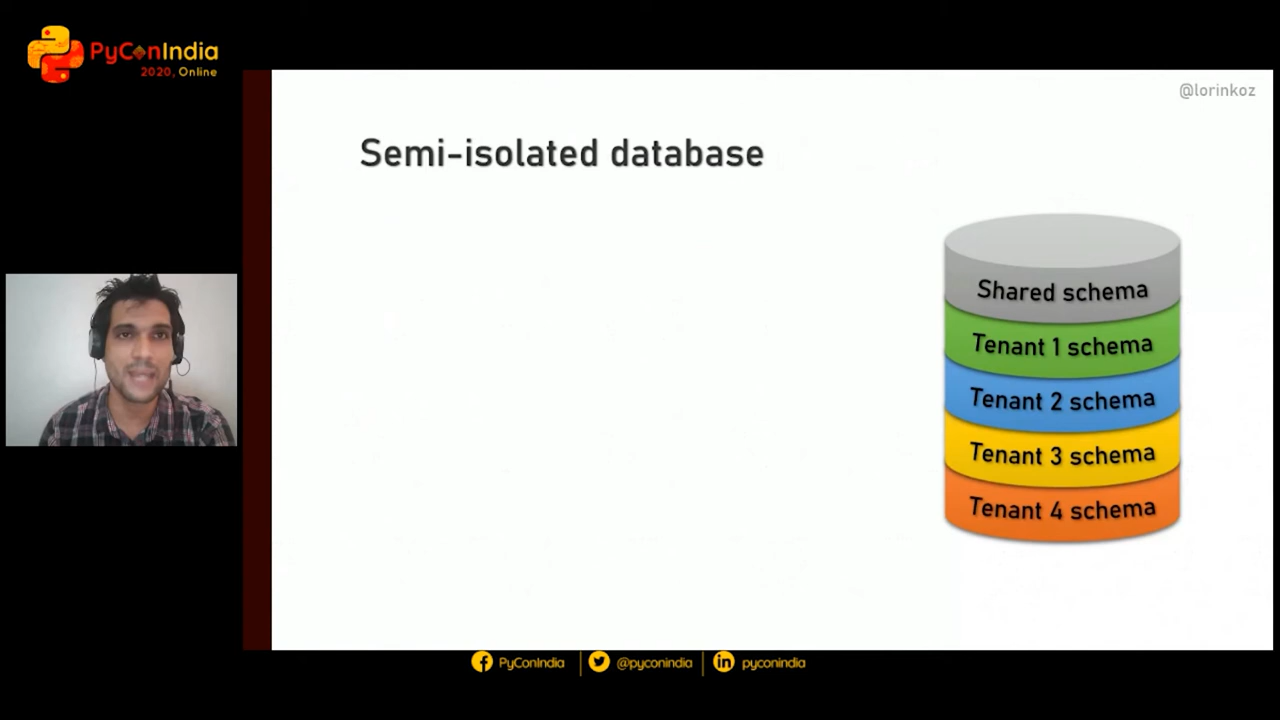 PyConIndia
2020, Online
@lorinkoz
Semi-isolated database
Shared schema
Tenant 1 schema
Tenant 2 schema
Tenant 3 schema
Tenant 4 schema
PyConIndia
@pyconindia
pyconindia